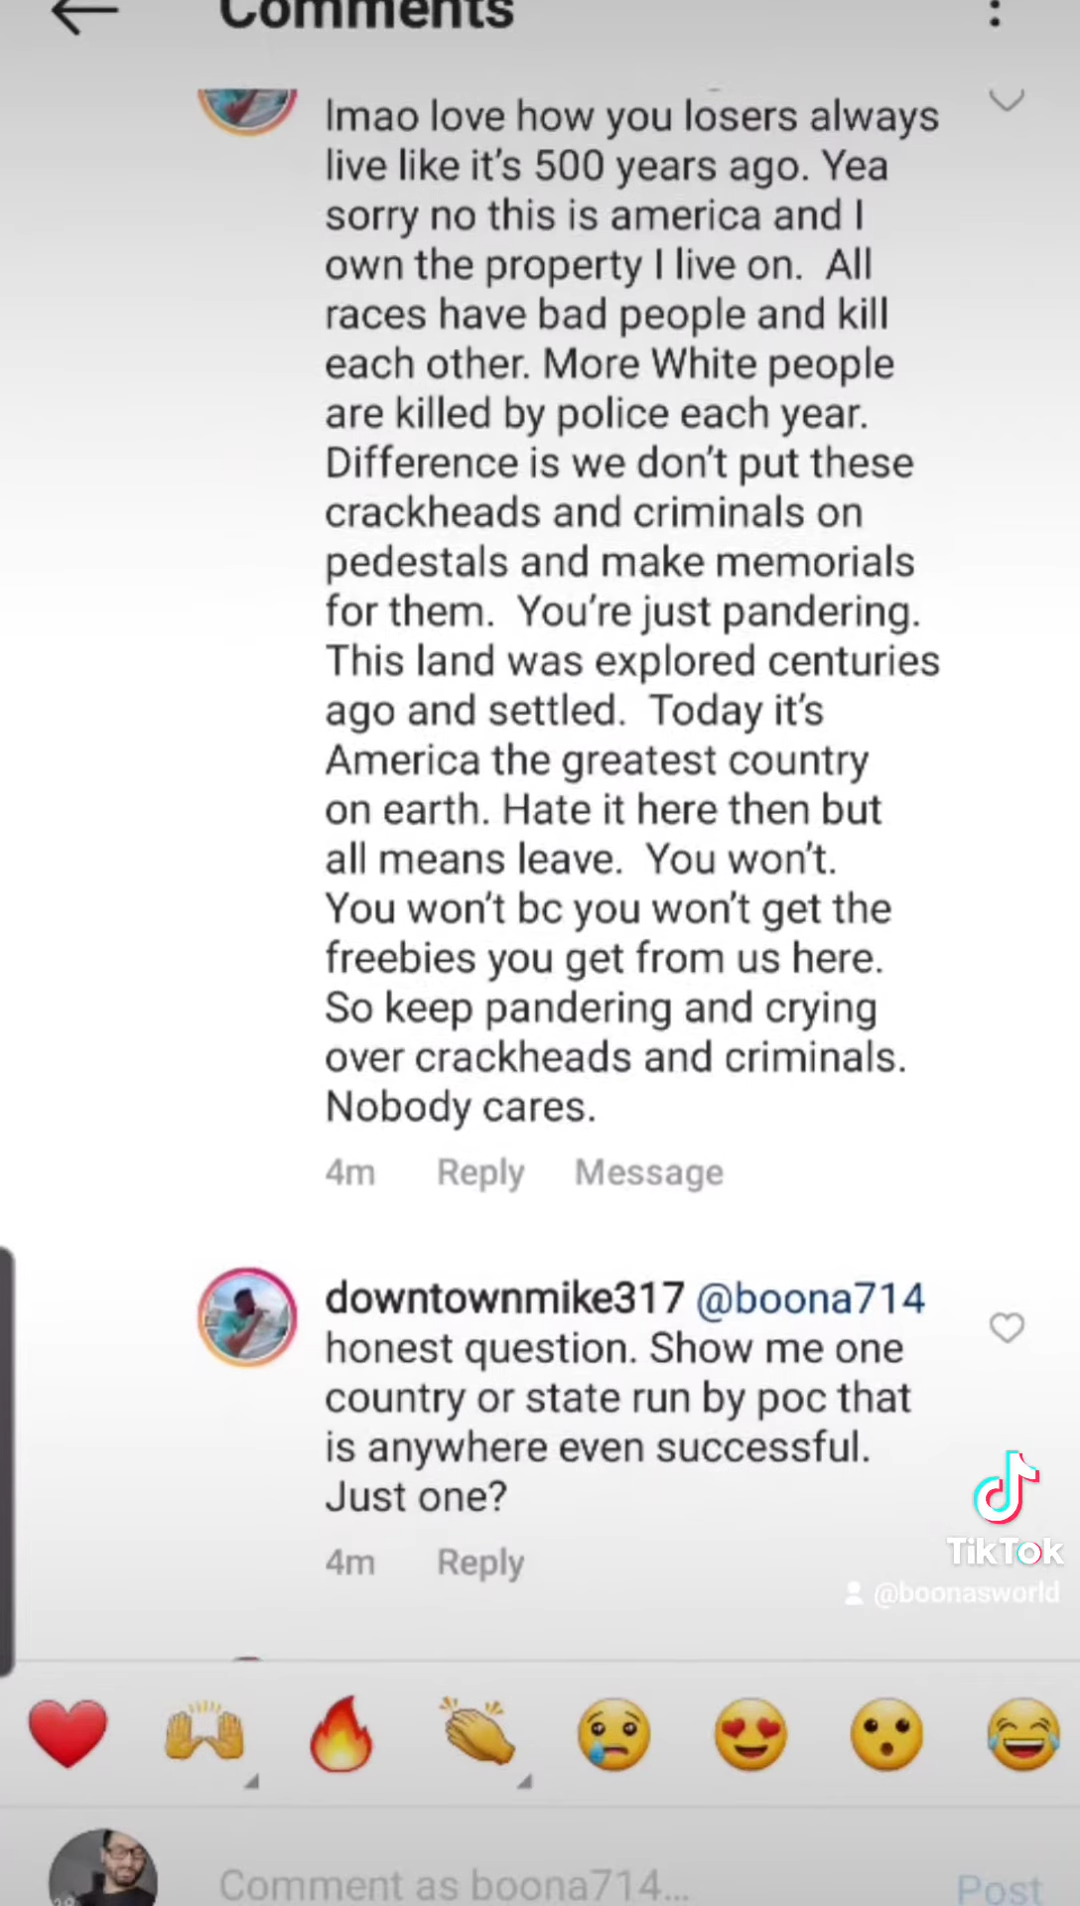 Comments
lmao love how you losers always
live like it's 500 years ago. Yea
sorry no this is america and I
own the property I live on. All
races have bad people and kill
each other. More White people
are killed by police each year.
Difference is we don't put these
crackheads and criminals on
pedestals and make memorials
for them. You're just pandering.
This land was explored centuries
ago and settled. Today it's
America the greatest country
on earth. Hate it here then but
all means leave. You won't.
You won't bc you won't get the
freebies you get from us here.
So keep pandering and crying
over crackheads and criminals.
Nobody cares.
4m Reply Message
downtownmike317 @boona714
honest question. Show me one
country or state run by poc that
is anywhere even successful.
Just one?
4m Reply
TikTok
@boonasworld
Comment as boona714...
Post